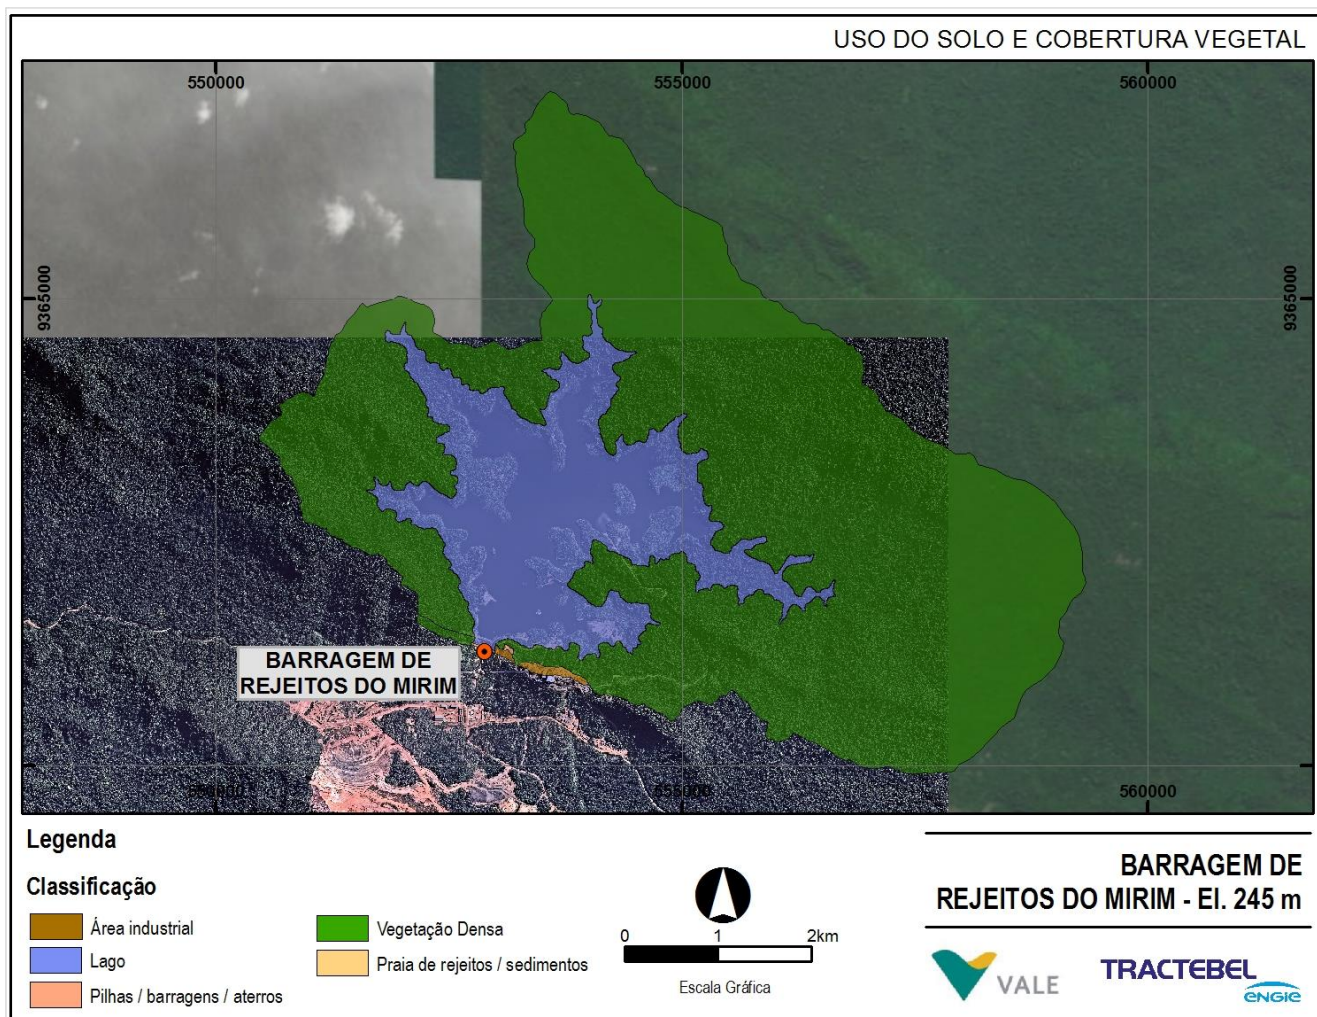 USO DO SOLO E COBERTURA VEGETAL
550000
555000
560000
9365000
9365000
BARRAGEM DE
REJEITOS DO MIRIM
550000
555000
560000
Legenda
Classificação
Área industrial
Lago
Pilhas / barragens / aterros
Vegetação Densa
Praia de rejeitos / sedimentos
0 1 2km
Escala Gráfica
BARRAGEM DE
REJEITOS DO MIRIM - El. 245 m
VALE
TRACTEBEL
ENGIE